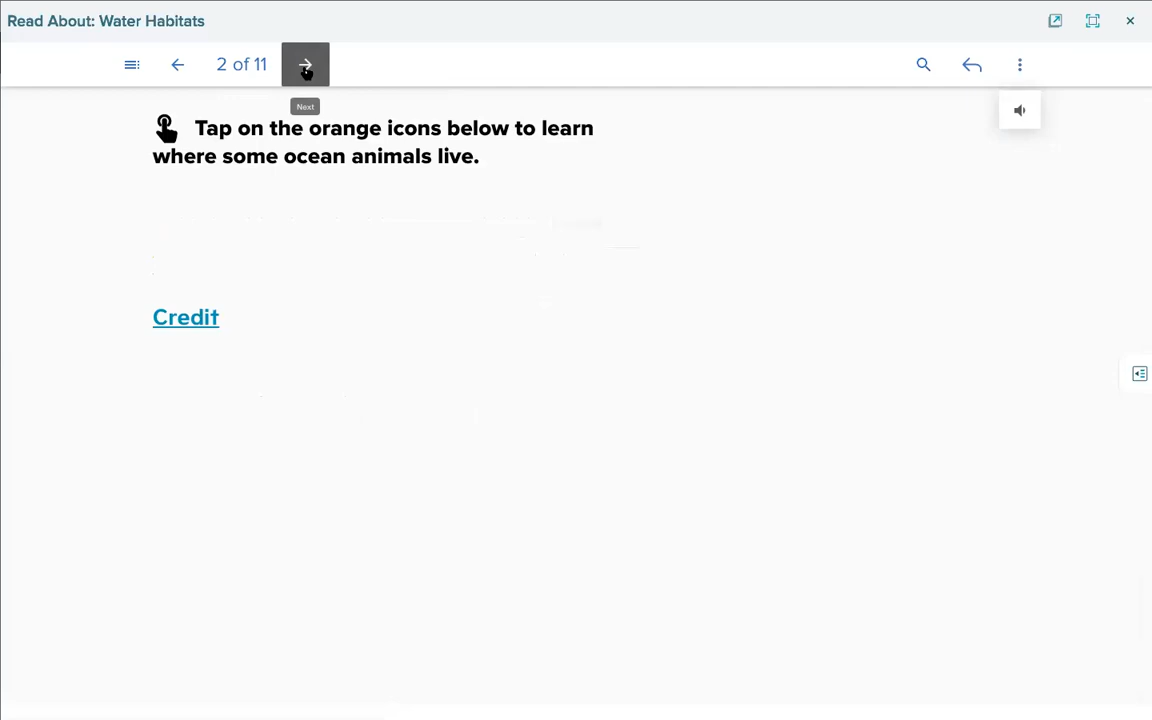 Read About: Water Habitats
2 of 11
Next
Tap on the orange icons below to learn
where some ocean animals live.
Credit